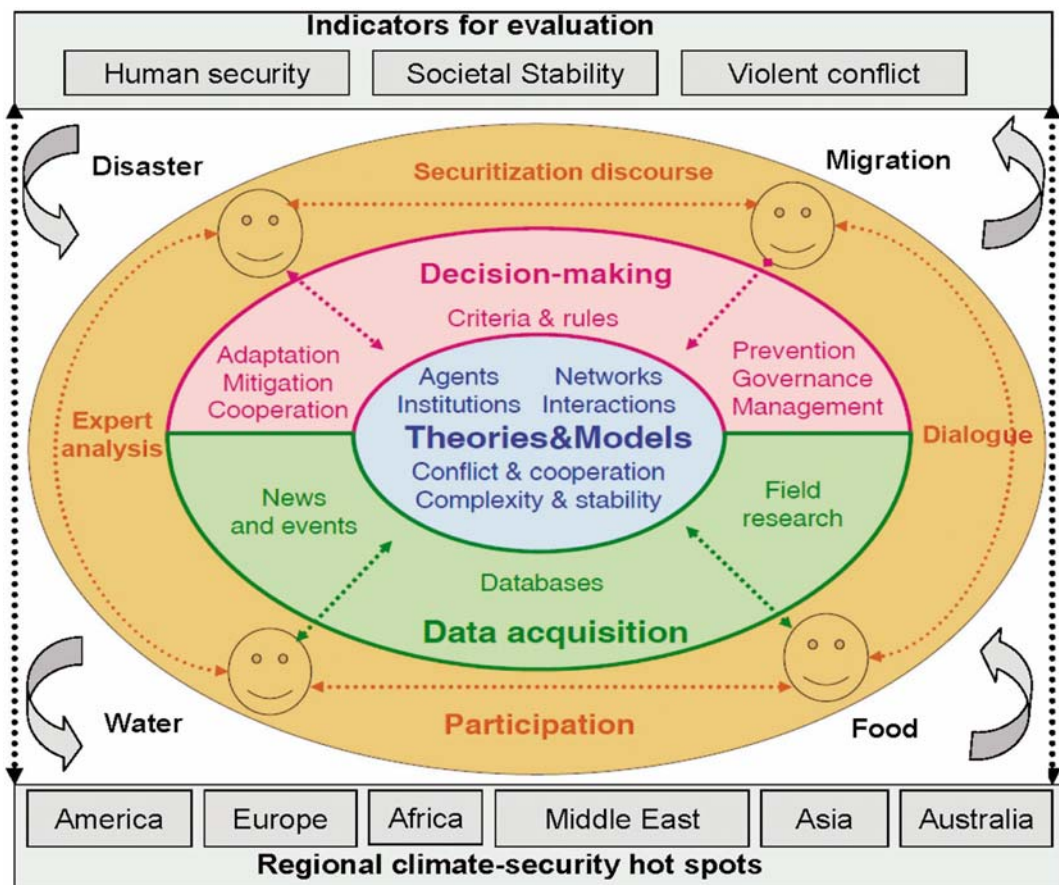 Indicators for evaluation
Human security
Societal Stability
Violent conflict
Disaster
Migration
Securitization discourse
Decision-making
Criteria & rules
Adaptation
Mitigation
Cooperation
Prevention
Governance
Management
Agents
Institutions
Networks
Interactions
Theories&Models
Conflict & cooperation
Complexity & stability
Expert
analysis
Dialogue
News
and events
Field
research
Databases
Data acquisition
Participation
Water
Food
America
Europe
Africa
Middle East
Asia
Australia
Regional climate-security hot spots